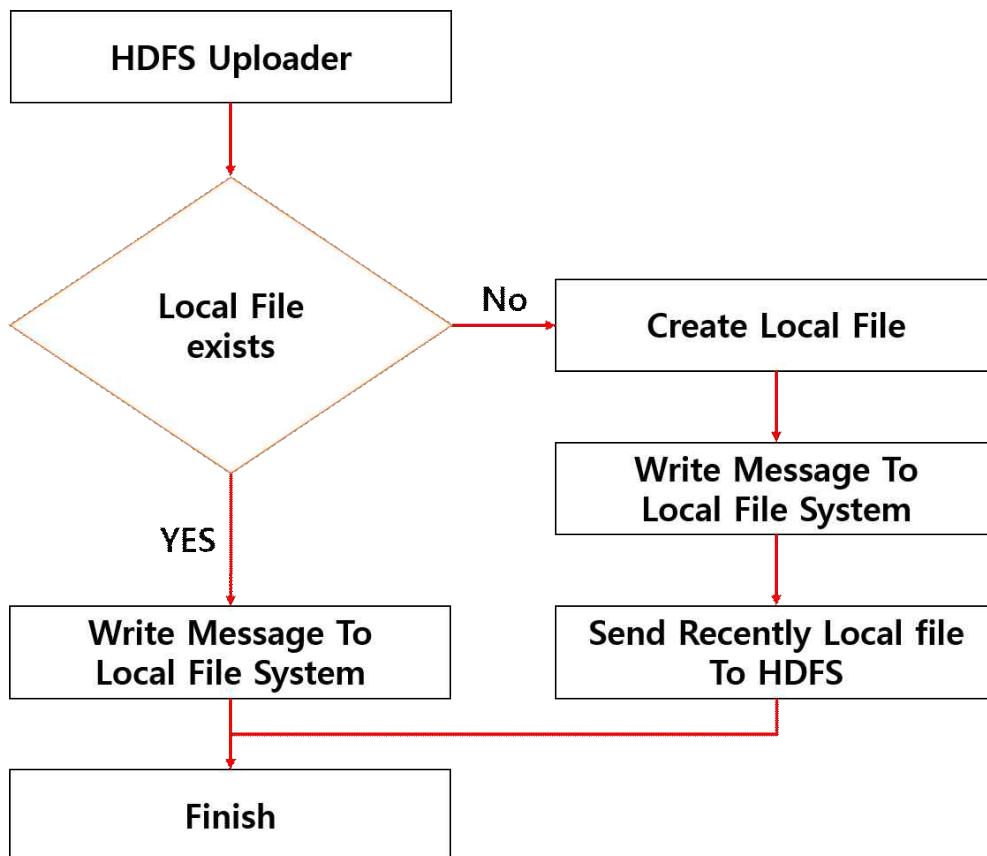 HDFS Uploader
Local File
exists
No
Create Local File
Write Message To
Local File System
YES
Write Message To
Local File System
Send Recently Local file
To HDFS
Finish